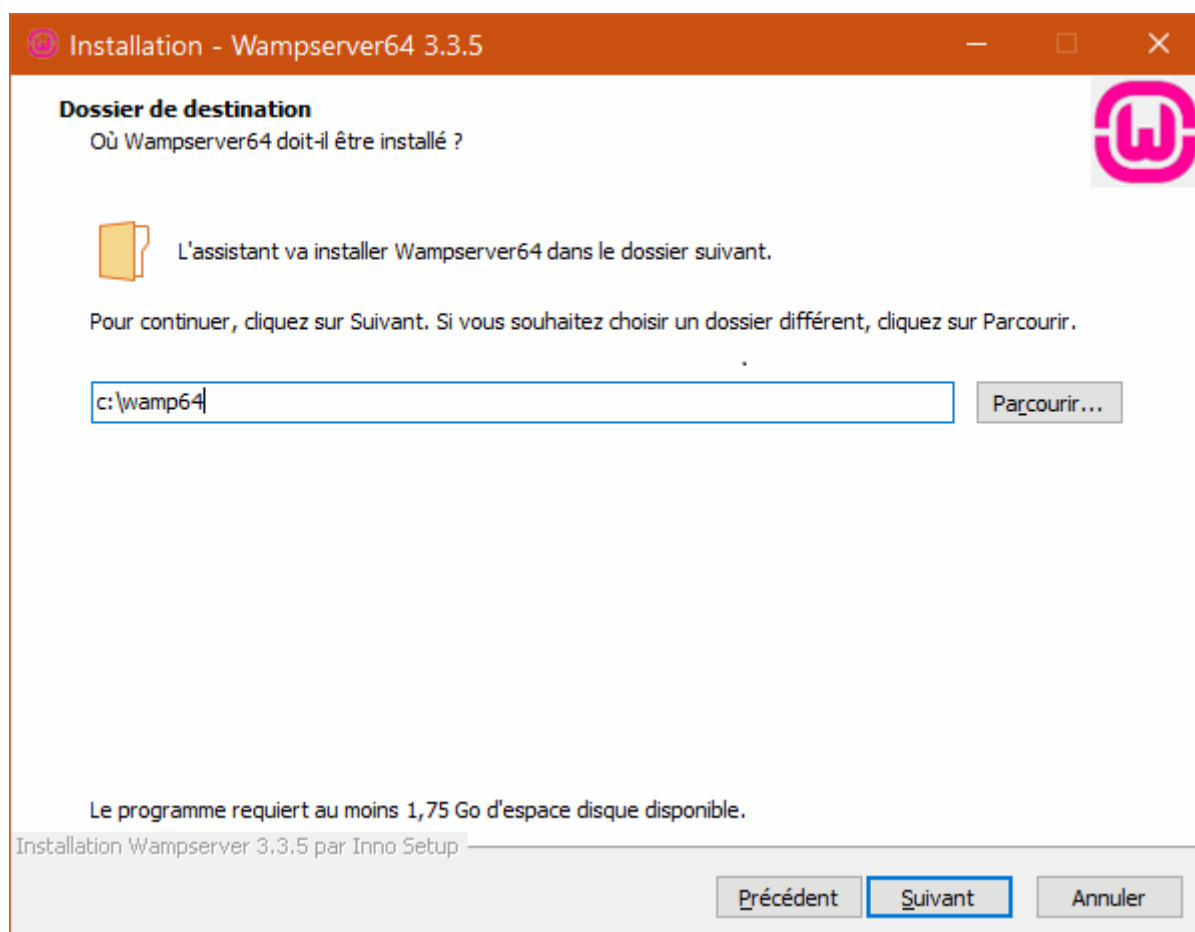 Installation - Wampserver64 3.3.5
Dossier de destination
Où Wampserver64 doit-il être installé ?
L'assistant va installer Wampserver64 dans le dossier suivant.
Pour continuer, cliquez sur Suivant. Si vous souhaitez choisir un dossier différent, cliquez sur Parcourir.
c:\wamp64
Parcourir...
Le programme requiert au moins 1,75 Go d'espace disque disponible.
Installation Wampserver 3.3.5 par Inno Setup
Précédent
Suivant
Annuler